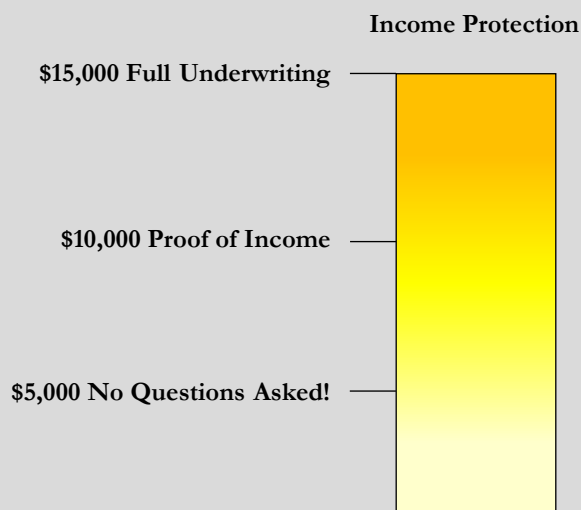 Income Protection
$15,000 Full Underwriting
$10,000 Proof of Income
$5,000 No Questions Asked!